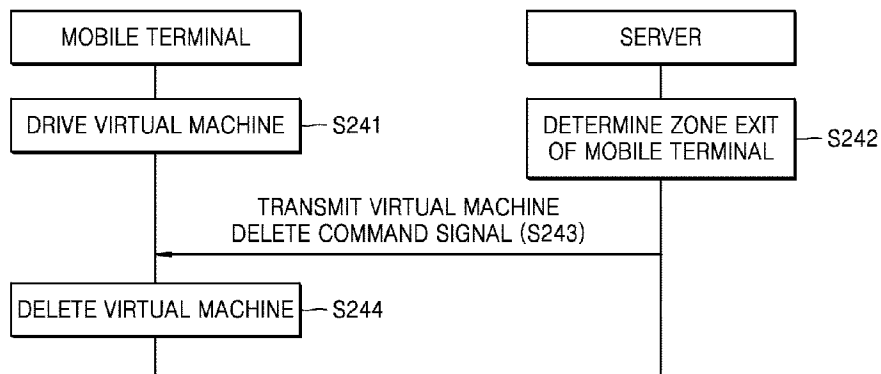 MOBILE TERMINAL
SERVER
DRIVE VIRTUAL MACHINE
S241
DETERMINE ZONE EXIT
OF MOBILE TERMINAL
S242
TRANSMIT VIRTUAL MACHINE
DELETE COMMAND SIGNAL (S243)
DELETE VIRTUAL MACHINE
S244